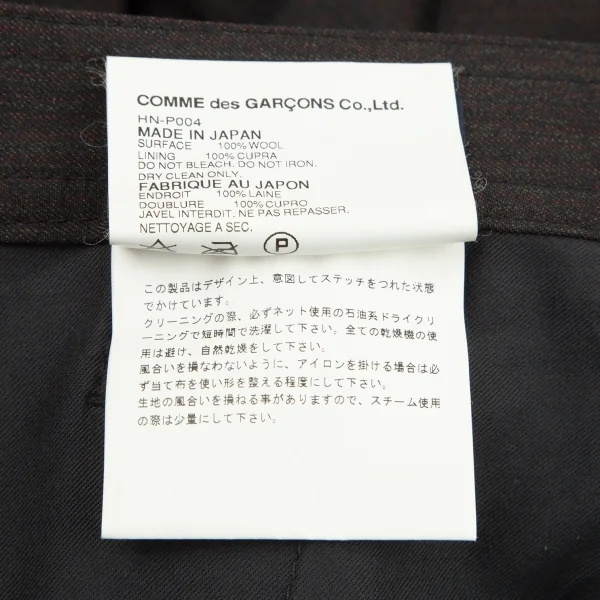 COMME des GARÇONS Co.,Ltd.
HN-P004
MADE IN JAPAN
SURFACE 100% WOOL
LINING 100% CUPRA
DO NOT BLEACH. DO NOT IRON.
DRY CLEAN ONLY.
FABRIQUE AU JAPON
ENDROIT 100% LAINE
DOUBLURE 100% CUPRO
JAVEL INTERDIT. NE PAS REPASSER.
NETTOYAGE A SEC.
P
この製品はデザイン上、意図してステッチをつれた状態
でかけています。
クリーニングの際、必ずネット使用の石油系ドライクリ
ーニングで短時間で洗濯して下さい。全ての乾燥機の使
用は避け、自然乾燥をして下さい。
風合いを損なわないように、アイロンを掛ける場合は必
ず当て布を使い形を整える程度にして下さい。
生地の風合いを損ねる事がありますので、スチーム使用
の際は少量にして下さい。